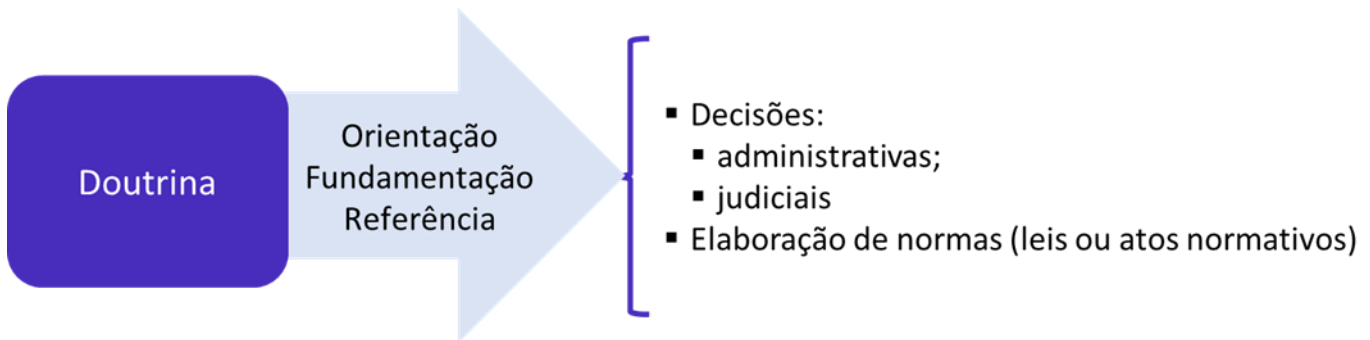 Doutrina
Orientação
Fundamentação
Referência
▪ Decisões:
▪ administrativas;
▪ judiciais
▪ Elaboração de normas (leis ou atos normativos)